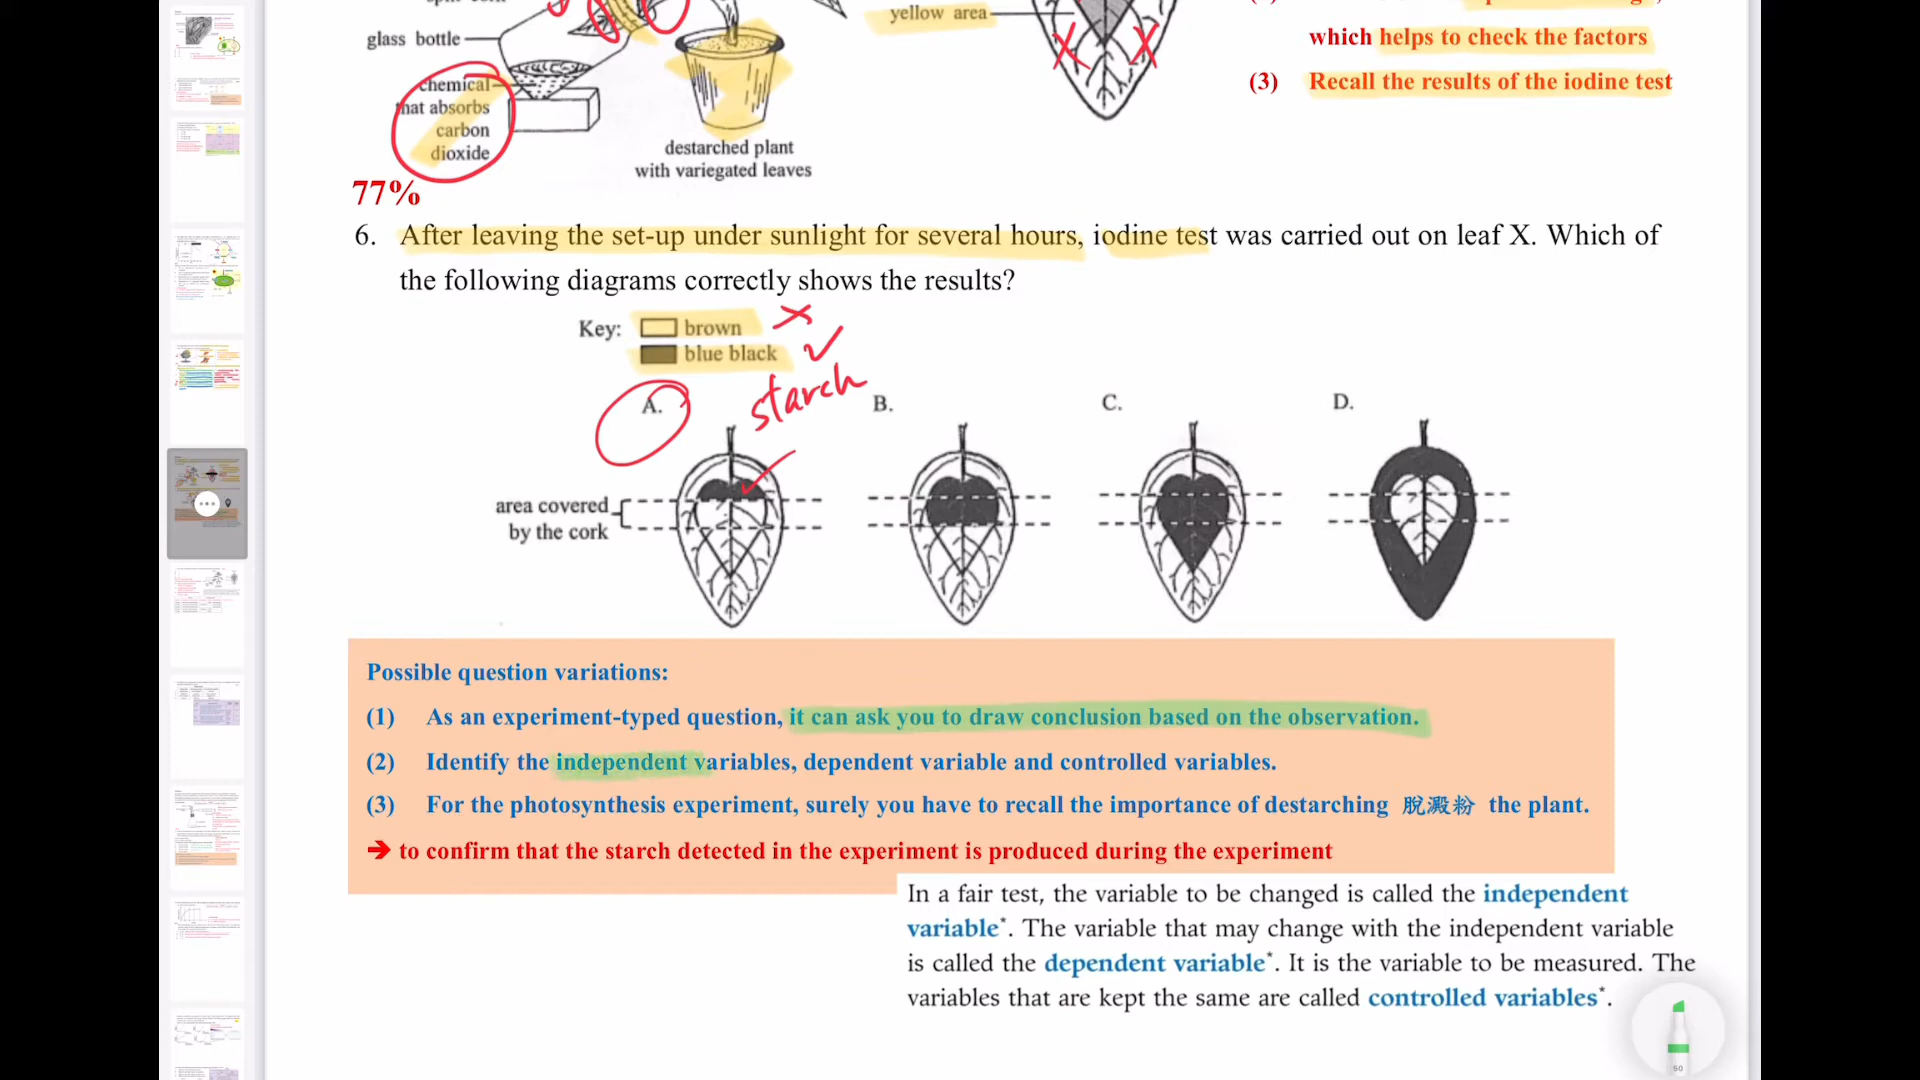 glass bottle
chemical
that absorbs
carbon
dioxide
destarched plant
with variegated leaves
yellow area
which helps to check the factors
(3) Recall the results of the iodine test
77%
6. After leaving the set-up under sunlight for several hours, iodine test was carried out on leaf X. Which of
the following diagrams correctly shows the results?
Key: brown
blue black
starch
A. B. C. D.
area covered
by the cork
Possible question variations:
(1) As an experiment-typed question, it can ask you to draw conclusion based on the observation.
(2) Identify the independent variables, dependent variable and controlled variables.
(3) For the photosynthesis experiment, surely you have to recall the importance of destarching 脫澱粉 the plant.
➔ to confirm that the starch detected in the experiment is produced during the experiment
In a fair test, the variable to be changed is called the independent
variable*. The variable that may change with the independent variable
is called the dependent variable*. It is the variable to be measured. The
variables that are kept the same are called controlled variables*.
50